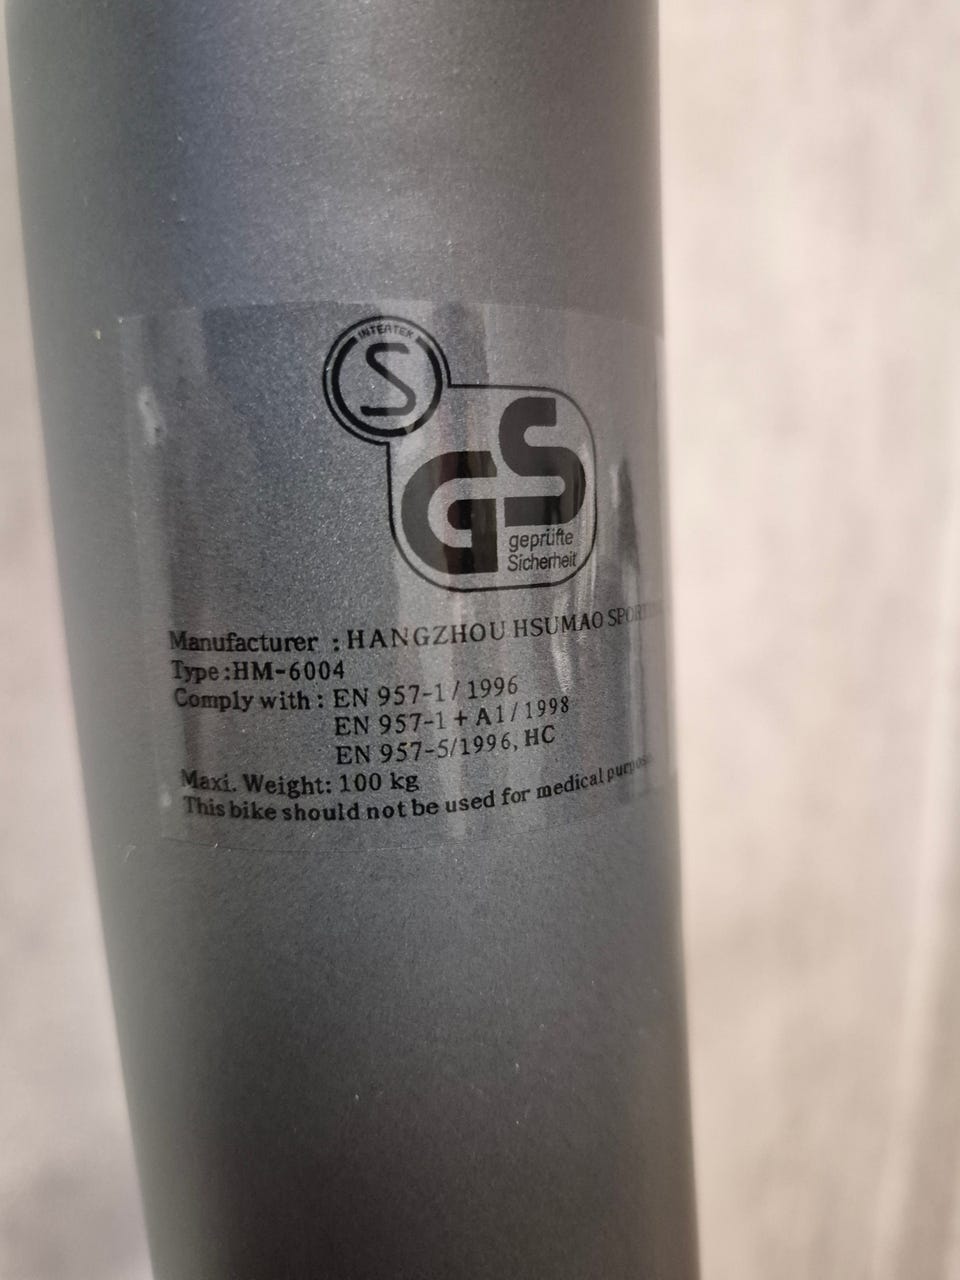 INTERTEK
S
GS
geprüfte
Sicherheit
Manufacturer : HANGZHOU HSUMAO
Type:HM-6004
Comply with : EN 957-1 / 1996
EN 957-1 + A1 / 1998
EN 957-5/1996, HC
Maxi. Weight: 100 kg
This bike should not be used for medical